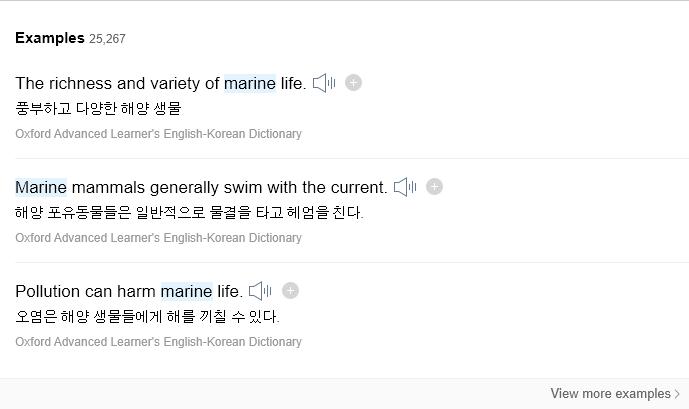 Examples 25,267
The richness and variety of marine life.
풍부하고 다양한 해양 생물
Oxford Advanced Learner's English-Korean Dictionary
Marine mammals generally swim with the current.
해양 포유동물들은 일반적으로 물결을 타고 헤엄을 친다.
Oxford Advanced Learner's English-Korean Dictionary
Pollution can harm marine life.
오염은 해양 생물들에게 해를 끼칠 수 있다.
Oxford Advanced Learner's English-Korean Dictionary
View more examples